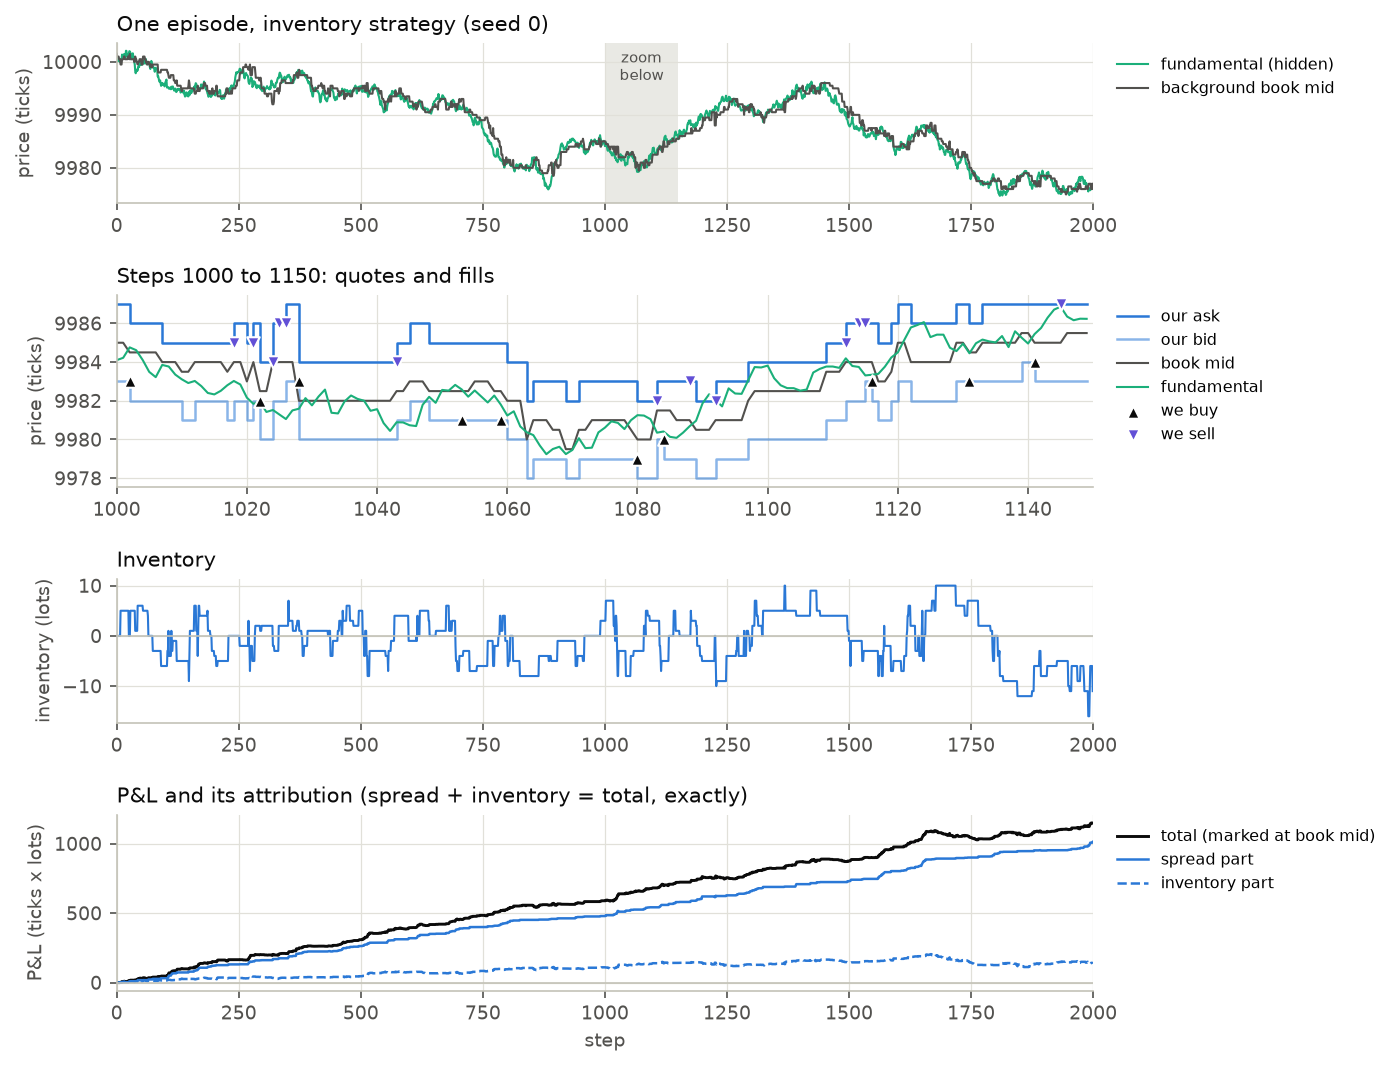 One episode, inventory strategy (seed 0)
price (ticks)
10000
9990
9980
zoom
below
0 250 500 750 1000 1250 1500 1750 2000
fundamental (hidden)
background book mid
Steps 1000 to 1150: quotes and fills
price (ticks)
9986
9984
9982
9980
9978
1000 1020 1040 1060 1080 1100 1120 1140
our ask
our bid
book mid
fundamental
we buy
we sell
Inventory
inventory (lots)
10
0
−10
0 250 500 750 1000 1250 1500 1750 2000
P&L and its attribution (spread + inventory = total, exactly)
P&L (ticks x lots)
1000
500
0
0 250 500 750 1000 1250 1500 1750 2000
step
total (marked at book mid)
spread part
inventory part